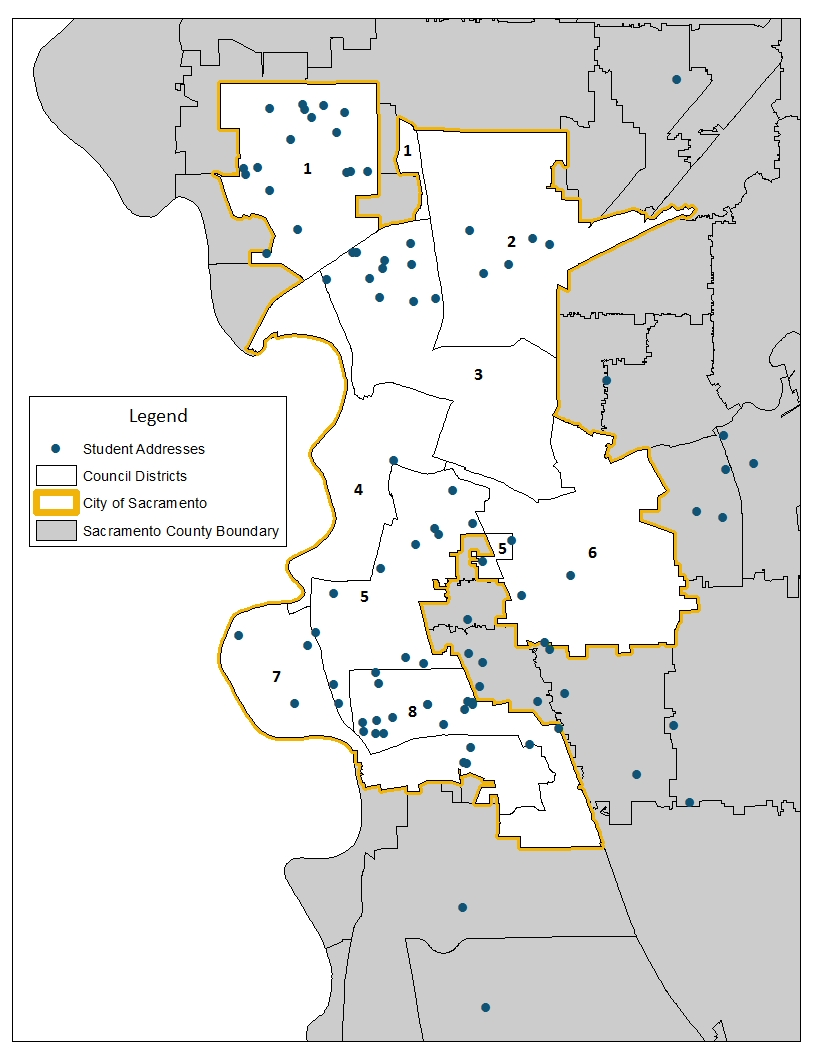 1
1
2
3
Legend
Student Addresses
Council Districts
City of Sacramento
Sacramento County Boundary
4
5
6
5
7
8